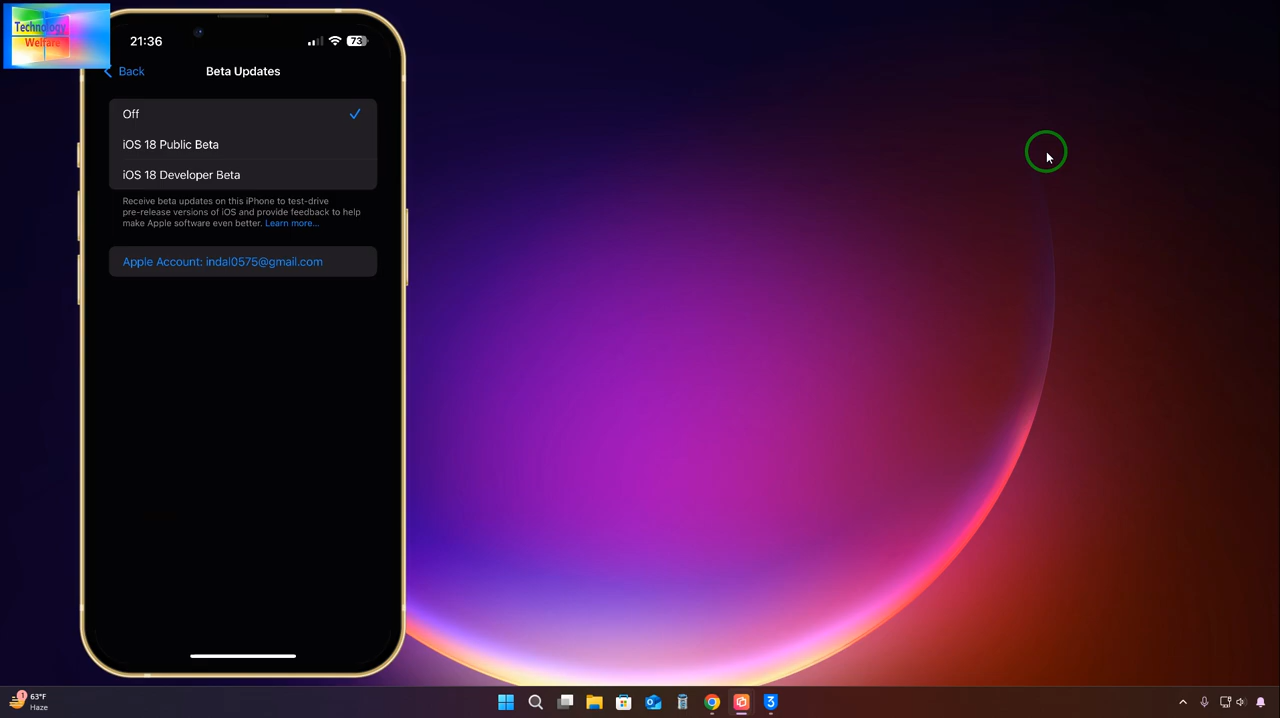 Technology
Welfare
21:36
73
Back
Beta Updates
Off
iOS 18 Public Beta
iOS 18 Developer Beta
Receive beta updates on this iPhone to test-drive
pre-release versions of iOS and provide feedback to help
make Apple software even better. Learn more...
Apple Account: indal0575@gmail.com
1
63°F
Haze
3